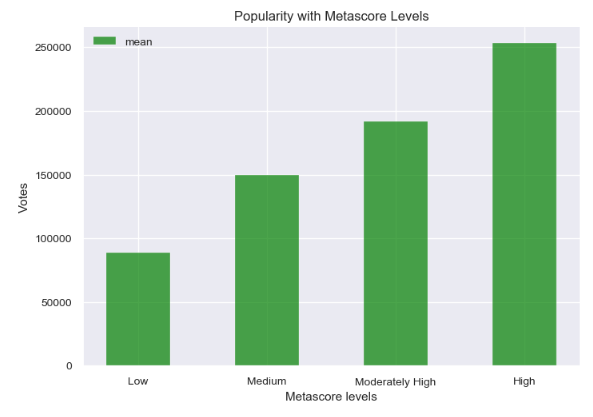 Popularity with Metascore Levels
mean
250000
200000
150000
100000
50000
0
Votes
Low Medium Moderately High High
Metascore levels